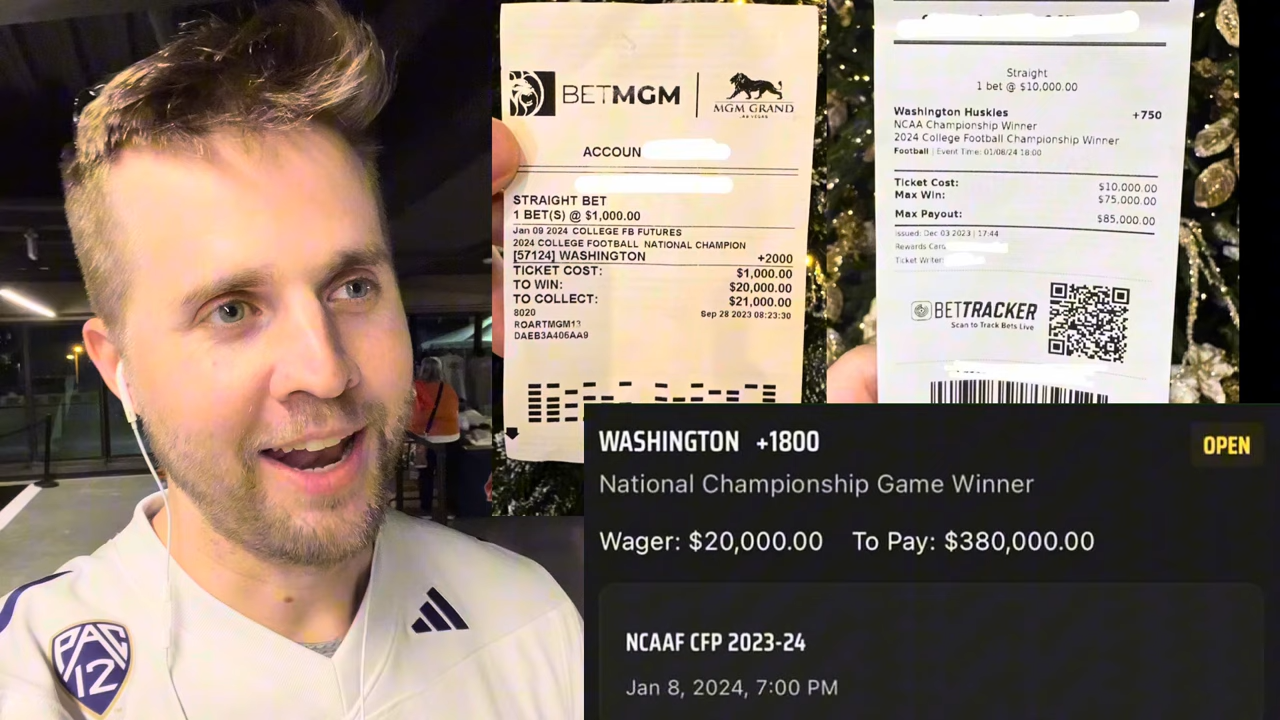 PAC
12
BETMGM
MGM GRAND
LAS VEGAS
ACCOUN
STRAIGHT BET
1 BET(S) @ $1,000.00
Jan 09 2024 COLLEGE FB FUTURES
2024 COLLEGE FOOTBALL NATIONAL CHAMPION
[57124] WASHINGTON +2000
TICKET COST: $1,000.00
TO WIN: $20,000.00
TO COLLECT: $21,000.00
8020 Sep 28 2023 08:23:30
ROARTMGM13
DAEB3A406AA9
Straight
1 bet @ $10,000.00
Washington Huskies +750
NCAA Championship Winner
2024 College Football Championship Winner
Football | Event Time: 01/08/24 18:00
Ticket Cost: $10,000.00
Max Win: $75,000.00
Max Payout: $85,000.00
Issued: Dec 03 2023 | 17:44
Rewards Card
Ticket Writer:
BETTRACKER
Scan to Track Bets Live
WASHINGTON +1800 OPEN
National Championship Game Winner
Wager: $20,000.00 To Pay: $380,000.00
NCAAF CFP 2023-24
Jan 8, 2024, 7:00 PM